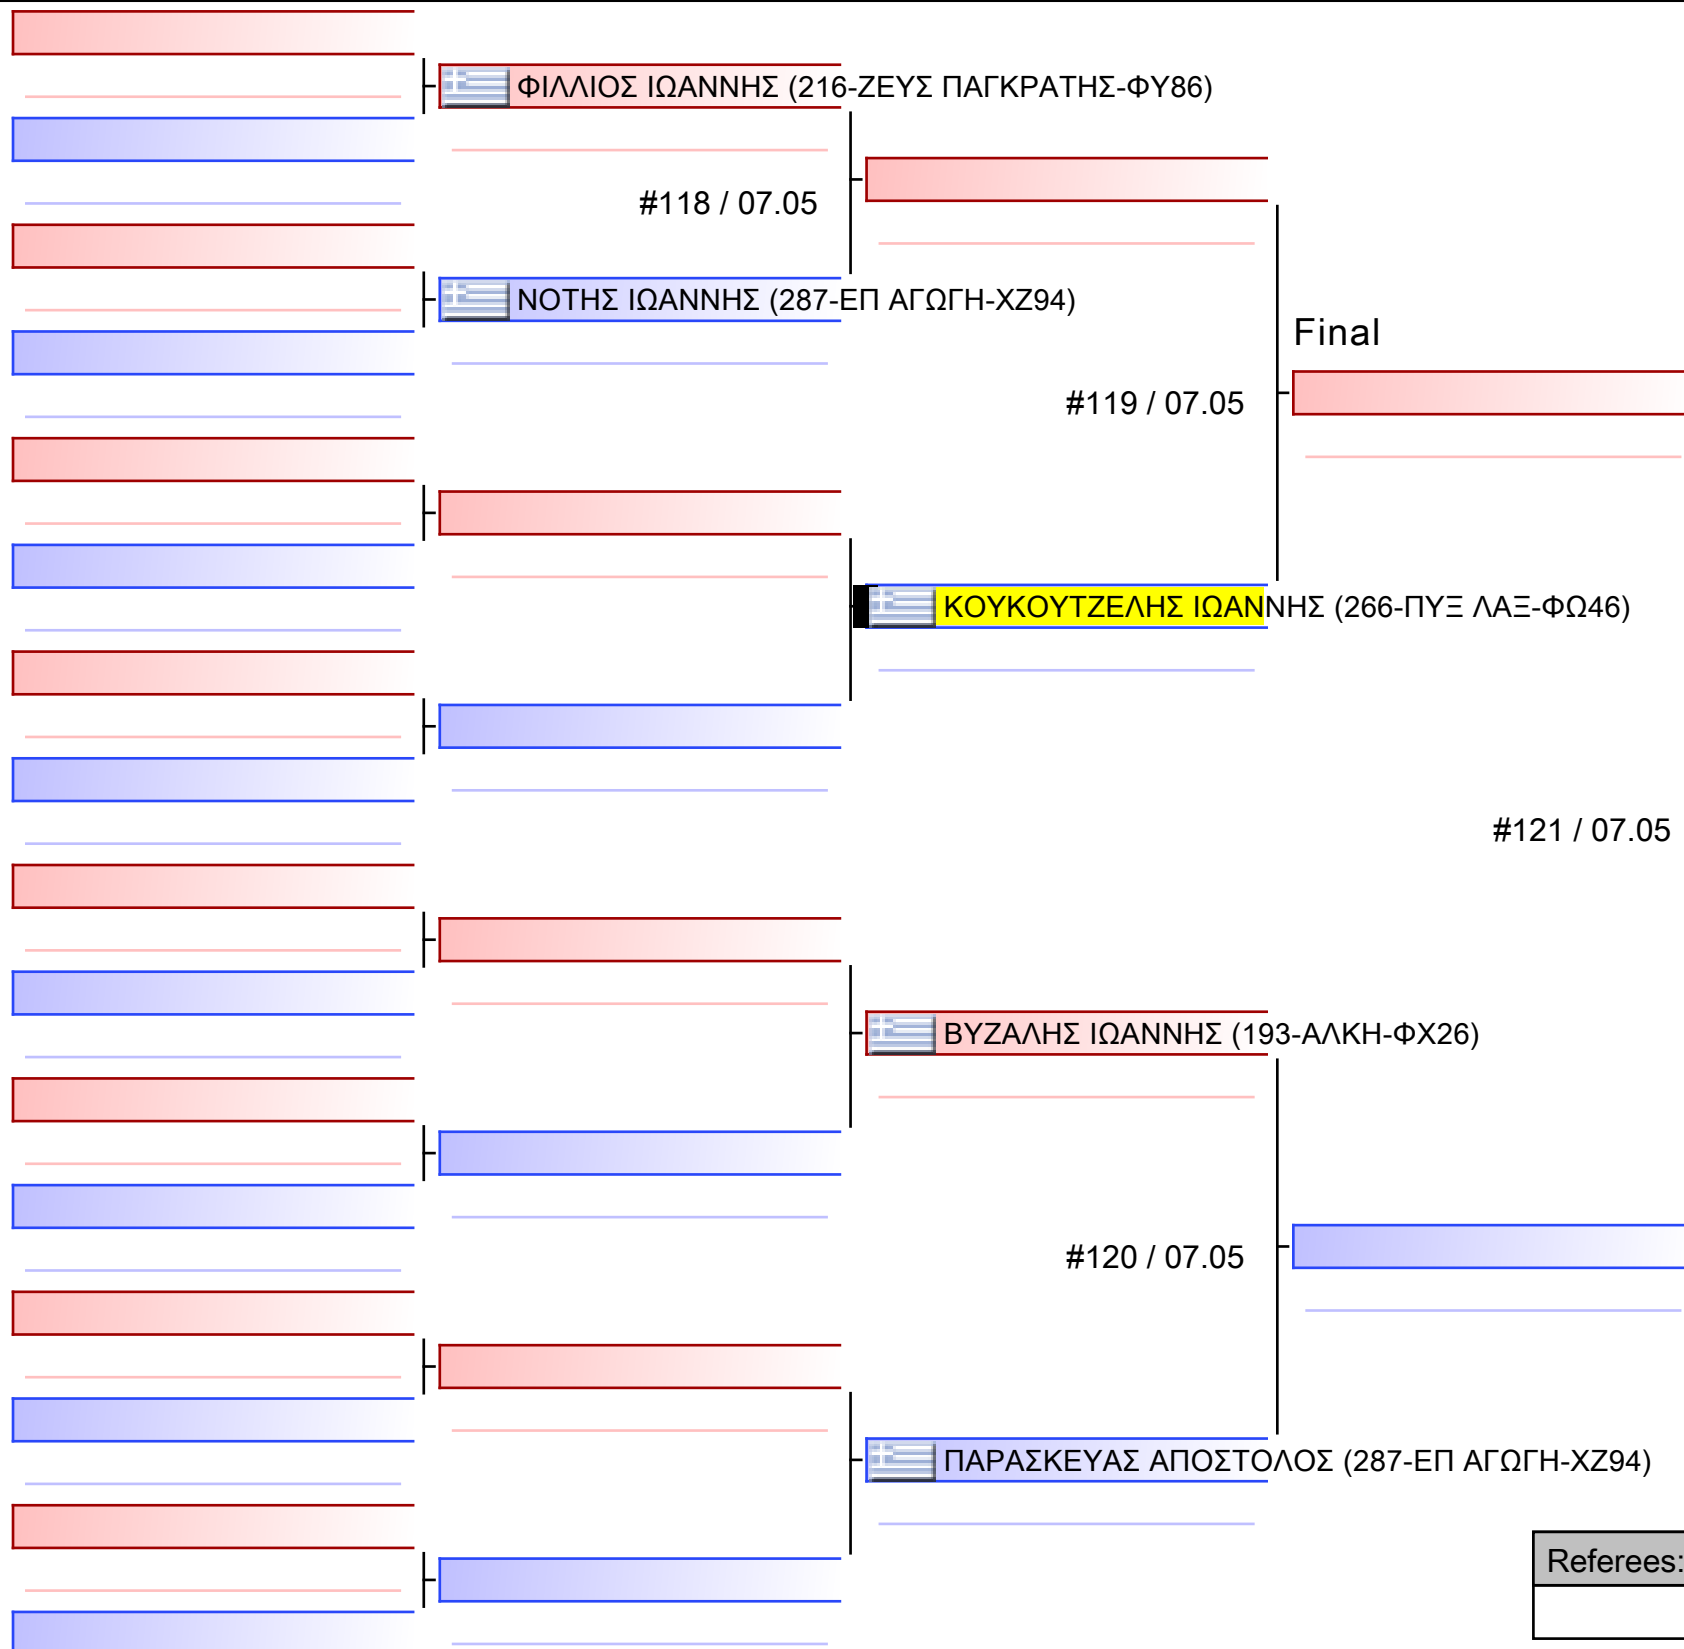 ΦΙΛΛΙΟΣ ΙΩΑΝΝΗΣ (216-ΖΕΥΣ ΠΑΓΚΡΑΤΗΣ-ΦΥ86)
#118 / 07.05
ΝΟΤΗΣ ΙΩΑΝΝΗΣ (287-ΕΠ ΑΓΩΓΗ-ΧΖ94)
Final
#119 / 07.05
ΚΟΥΚΟΥΤΖΕΛΗΣ ΙΩΑΝΝΗΣ (266-ΠΥΞ ΛΑΞ-ΦΩ46)
#121 / 07.05
ΒΥΖΑΛΗΣ ΙΩΑΝΝΗΣ (193-ΑΛΚΗ-ΦΧ26)
#120 / 07.05
ΠΑΡΑΣΚΕΥΑΣ ΑΠΟΣΤΟΛΟΣ (287-ΕΠ ΑΓΩΓΗ-ΧΖ94)
Referees: